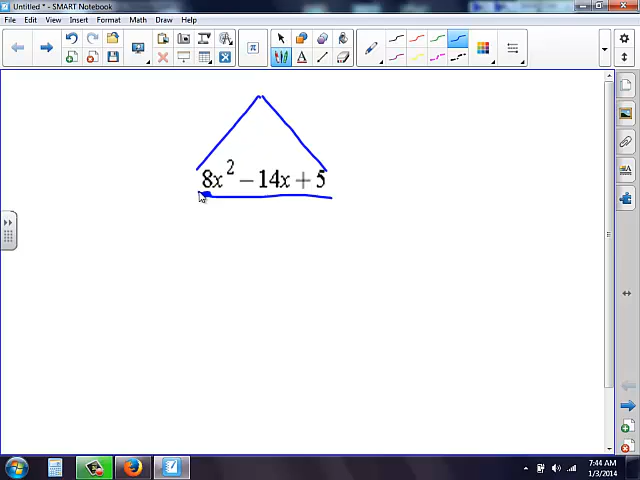 Untitled * - SMART Notebook
File Edit View Insert Format Math Draw Help
π
A
8x² − 14x + 5
7:44 AM
1/3/2014